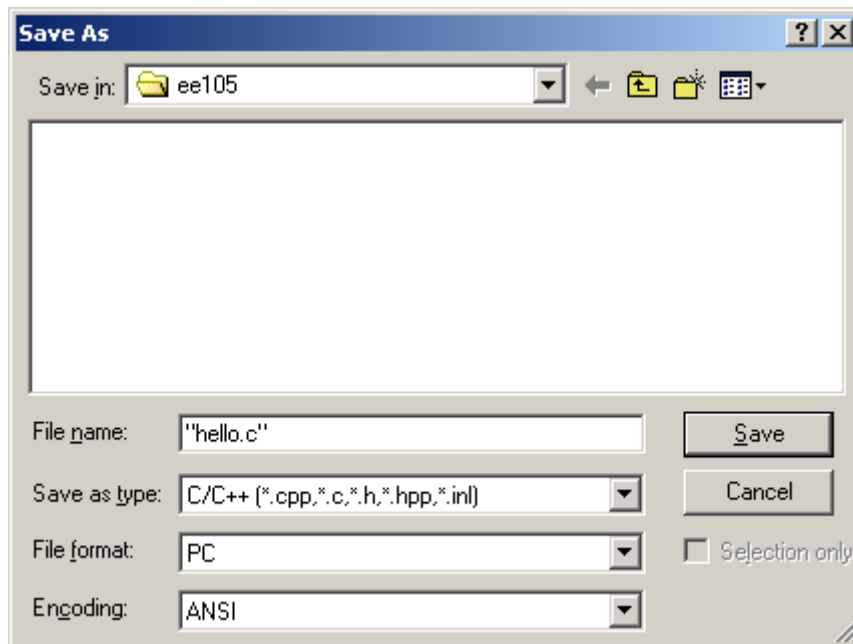 Save As
Save in: ee105
File name: "hello.c"
Save
Save as type: C/C++ (*.cpp,*.c,*.h,*.hpp,*.inl)
Cancel
File format: PC
Selection only
Encoding: ANSI